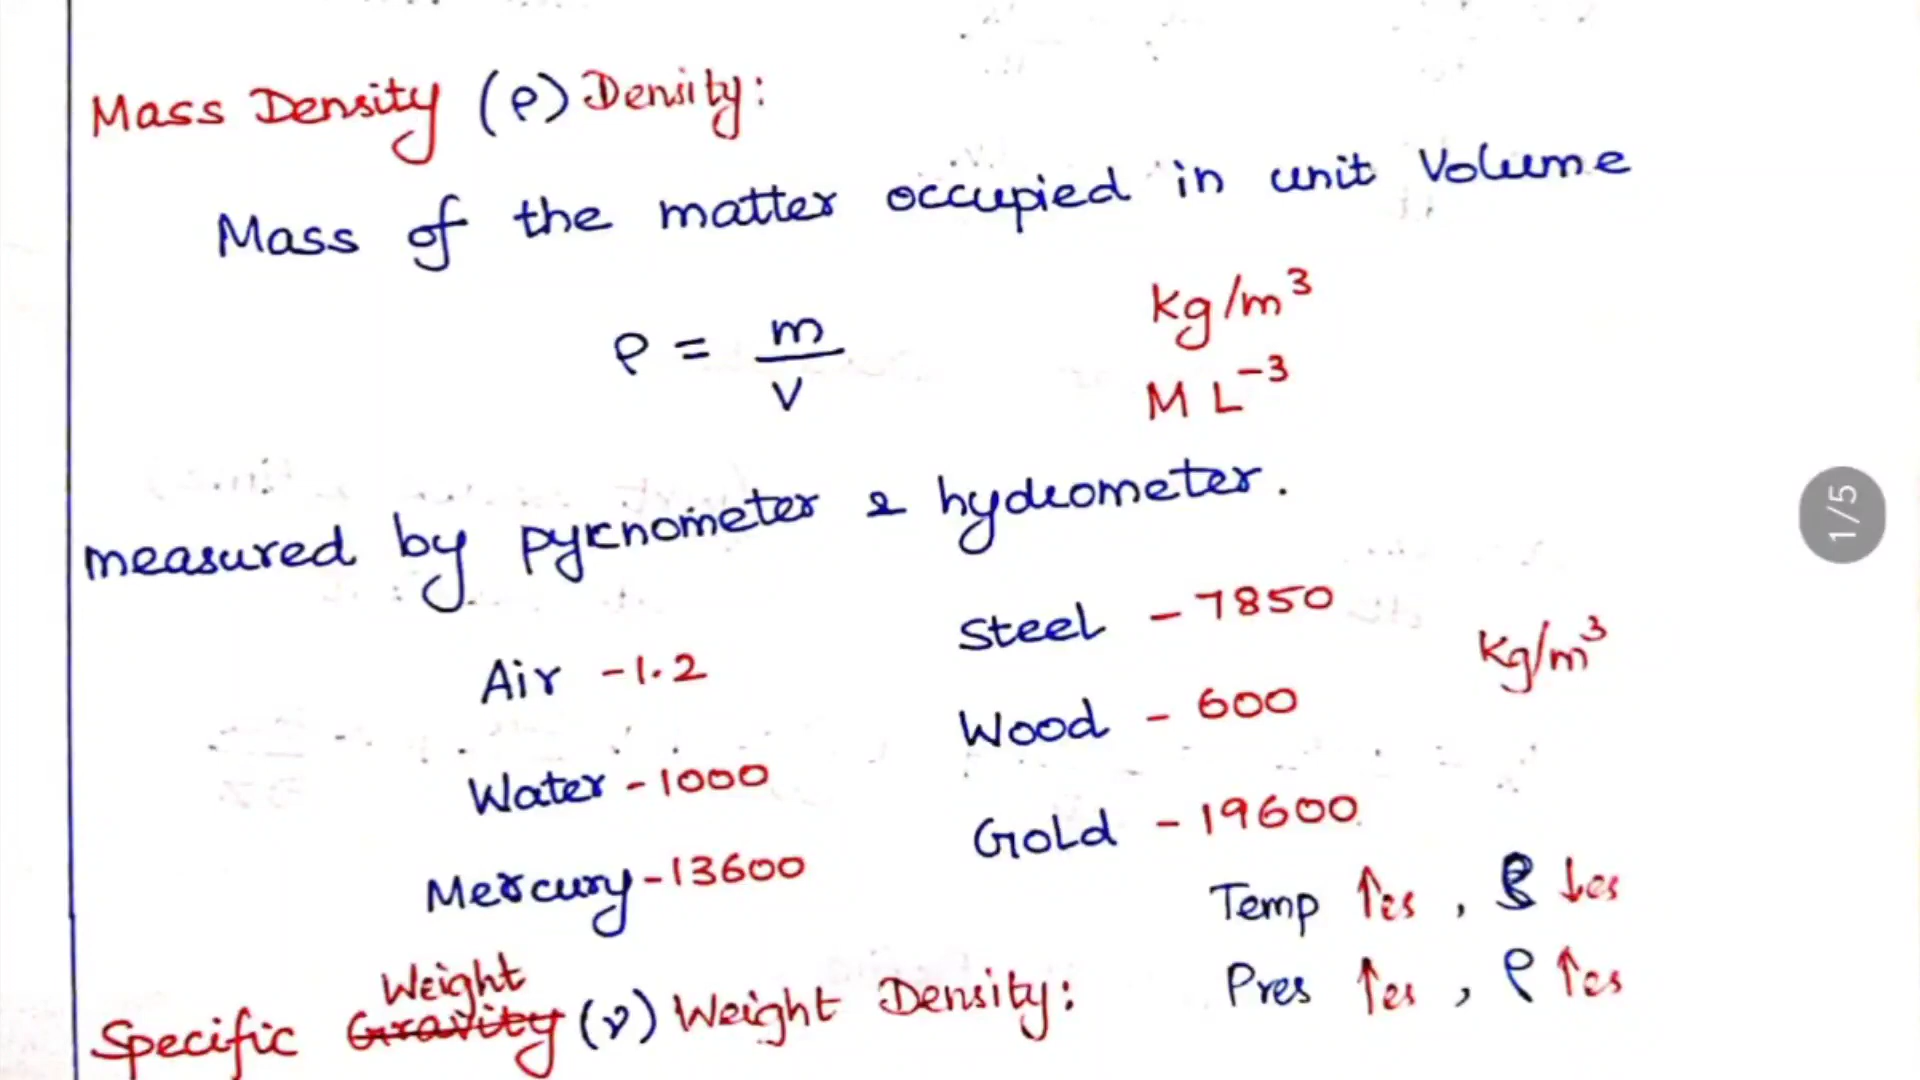 Mass Density (ρ) Density:
Mass of the matter occupied in unit Volume
ρ = m/v
Kg/m³
M L⁻³
measured by pycnometer & hydrometer.
Air - 1.2
Water - 1000
Mercury - 13600
Steel - 7850
Wood - 600
Gold - 19600
Kg/m³
Temp ↑es , ρ ↓es
Pres ↑es , ρ ↑es
Weight
Specific Gravity (γ) Weight Density:
1/5